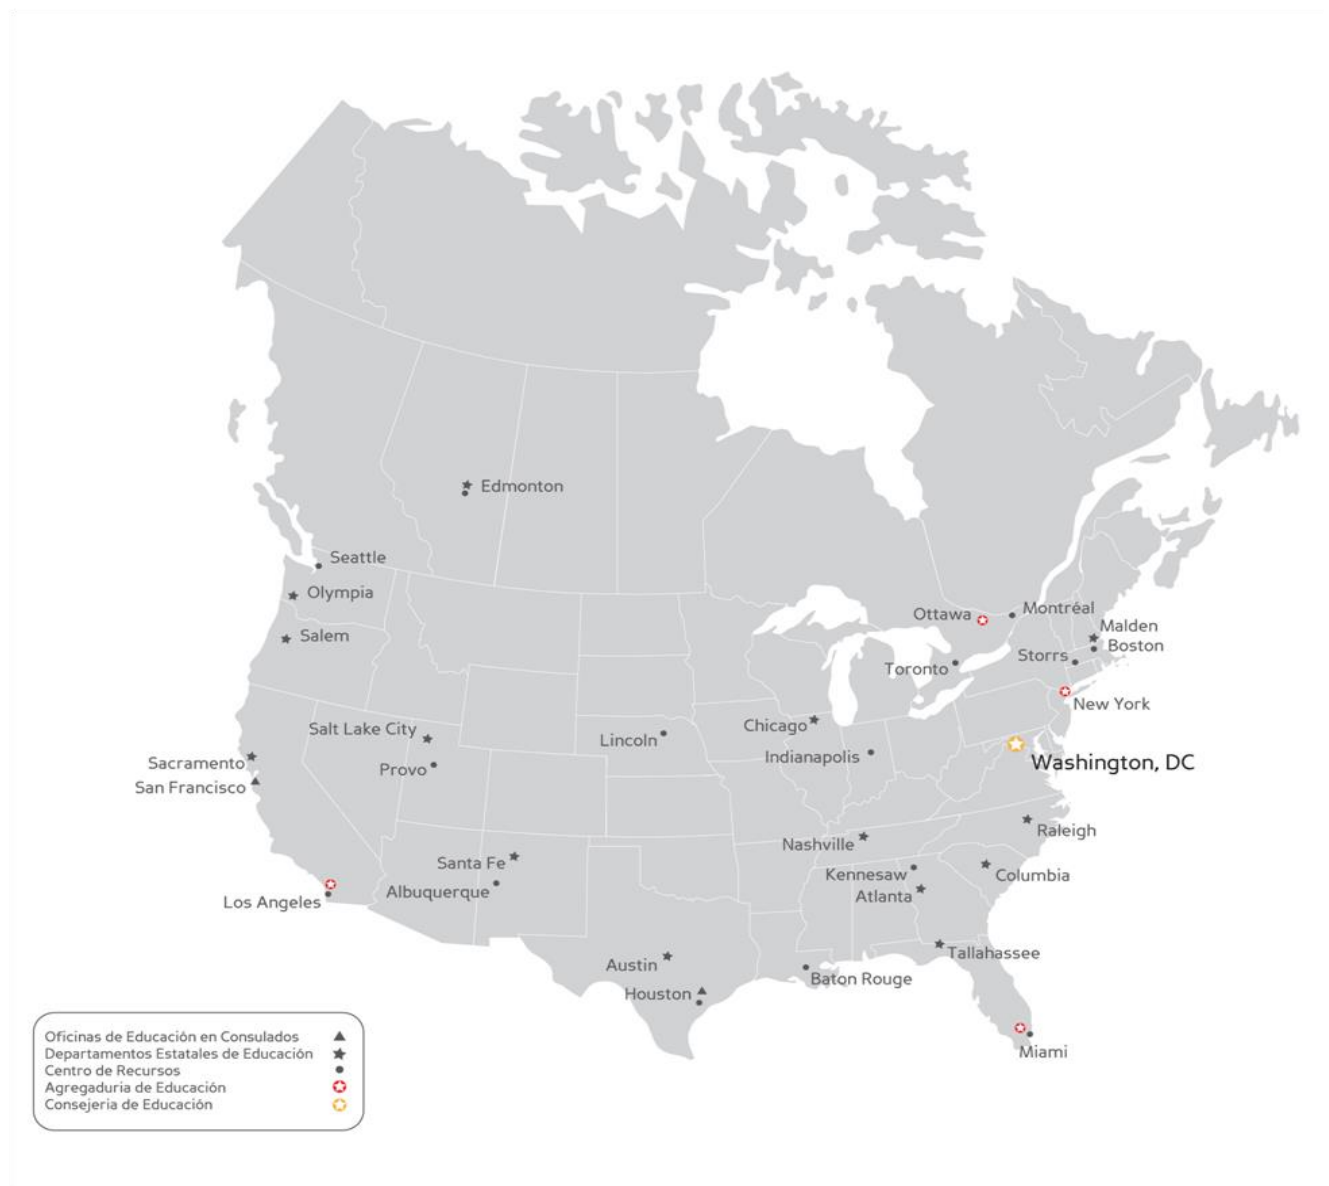 Edmonton
Seattle
Olympia
Salem
Ottawa
Montréal
Malden
Boston
Storrs
Toronto
New York
Salt Lake City
Lincoln
Chicago
Indianapolis
Provo
Washington, DC
Sacramento
San Francisco
Raleigh
Nashville
Santa Fe
Kennesaw
Columbia
Albuquerque
Atlanta
Los Angeles
Tallahassee
Austin
Baton Rouge
Houston
Miami
Oficinas de Educación en Consulados
Departamentos Estatales de Educación
Centro de Recursos
Agregaduria de Educación
Consejeria de Educación